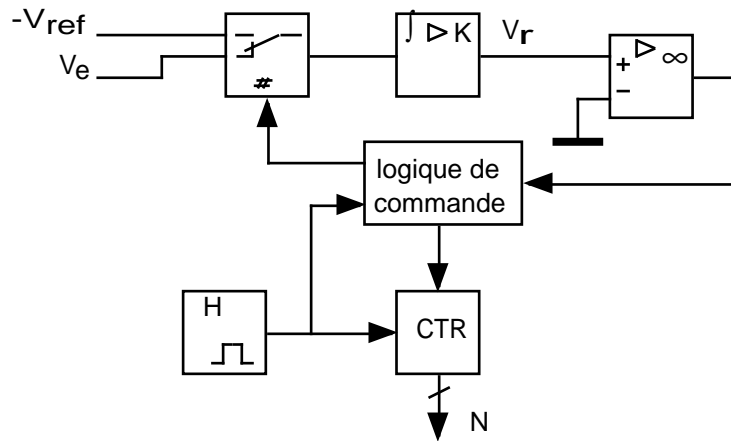 -Vref
Ve
#
∫ ▷ K
Vr
▷ ∞
+
-
logique de
commande
H
CTR
N